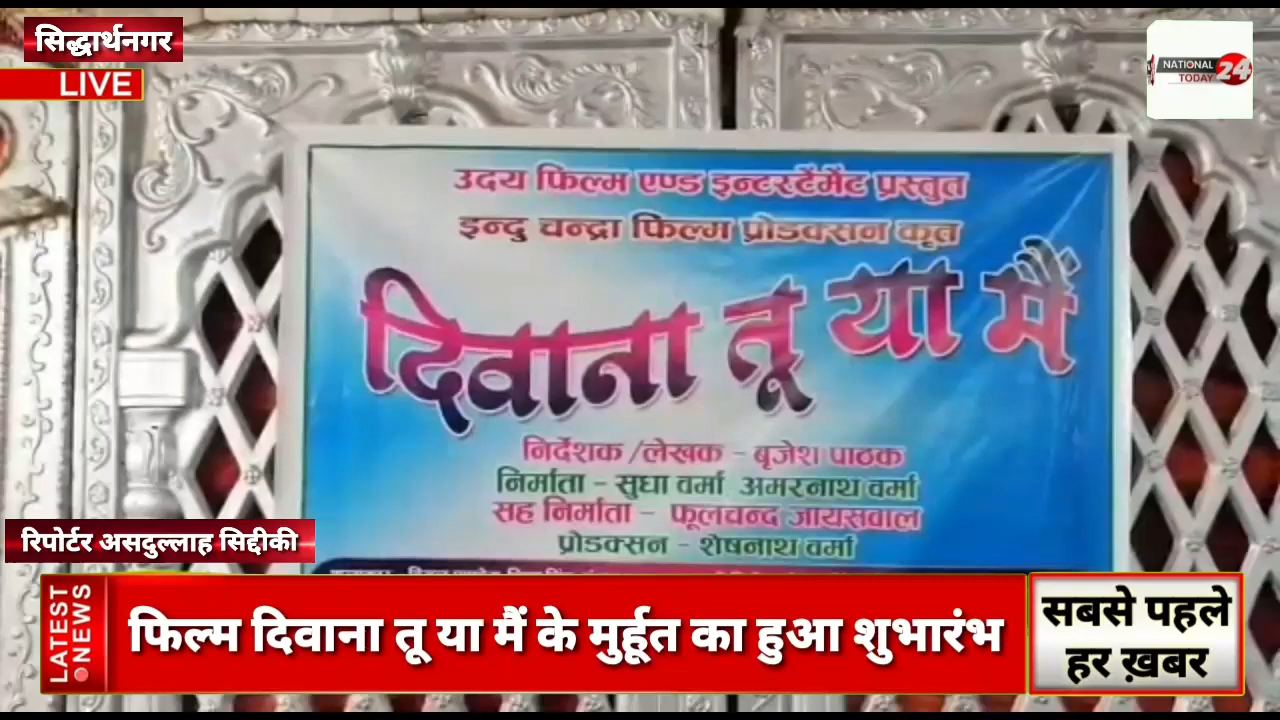 सिद्धार्थनगर
LIVE
NATIONAL
TODAY 24
उदय फिल्म एण्ड इन्टरटैमैट प्रस्तुत
इन्दु चन्द्रा फिल्म प्रोडक्सन कृत
दिवाना तू या मैं
निर्देशक /लेखक - बृजेश पाठक
निर्माता - सुधा वर्मा अमरनाथ वर्मा
सह निर्माता - फूलचन्द जायसवाल
प्रोडक्सन - शेषनाथ वर्मा
रिपोर्टर असदुल्लाह सिद्दीकी
LATEST
NEWS
फिल्म दिवाना तू या मैं के मुर्हूत का हुआ शुभारंभ
सबसे पहले
हर ख़बर